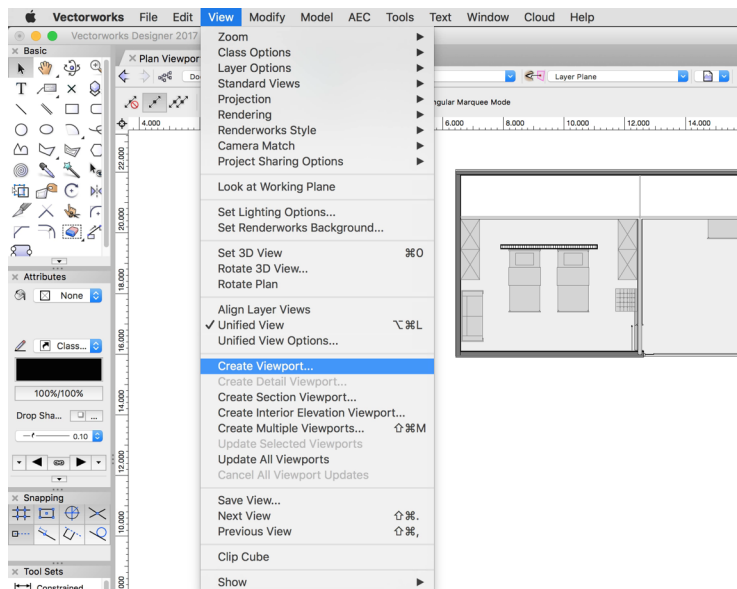 Vectorworks File Edit View Modify Model AEC Tools Text Window Cloud Help
Vectorworks Designer 2017
Basic
Plan Viewpor
Layer Plane
ngular Marquee Mode
4.000 6.000 8.000 10.000 12.000 14.000
22.000
20.000
18.000
16.000
14.000
12.000
10.000
Zoom
Class Options
Layer Options
Standard Views
Projection
Rendering
Renderworks Style
Camera Match
Project Sharing Options
Look at Working Plane
Set Lighting Options...
Set Renderworks Background...
Set 3D View ⌘0
Rotate 3D View...
Rotate Plan
Align Layer Views
✓ Unified View ⌥⌘L
Unified View Options...
Create Viewport...
Create Detail Viewport...
Create Section Viewport...
Create Interior Elevation Viewport...
Create Multiple Viewports... ⇧⌘M
Update Selected Viewports
Update All Viewports
Cancel All Viewport Updates
Save View...
Next View ⇧⌘.
Previous View ⇧⌘,
Clip Cube
Show
Attributes
None
Class...
100%/100%
Drop Sha... ...
0.10
Snapping
Tool Sets
Constrained